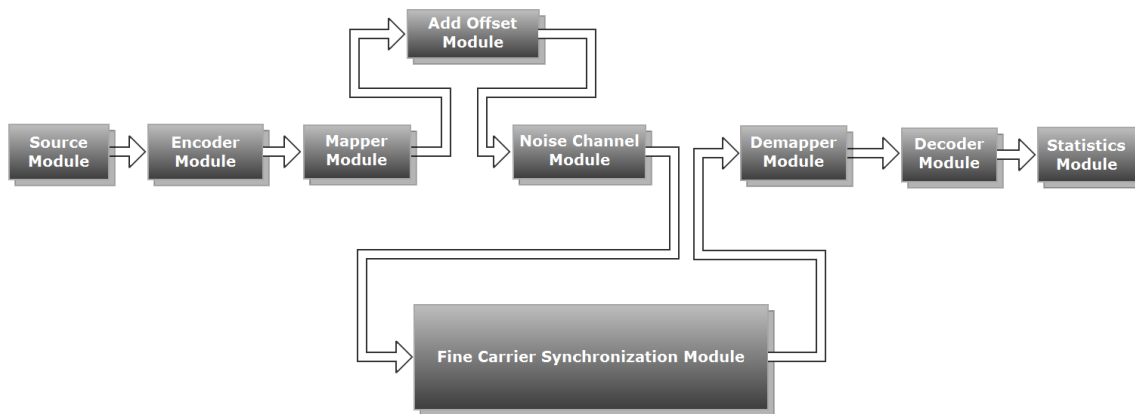 Add Offset
Module
Source
Module
Encoder
Module
Mapper
Module
Noise Channel
Module
Demapper
Module
Decoder
Module
Statistics
Module
Fine Carrier Synchronization Module